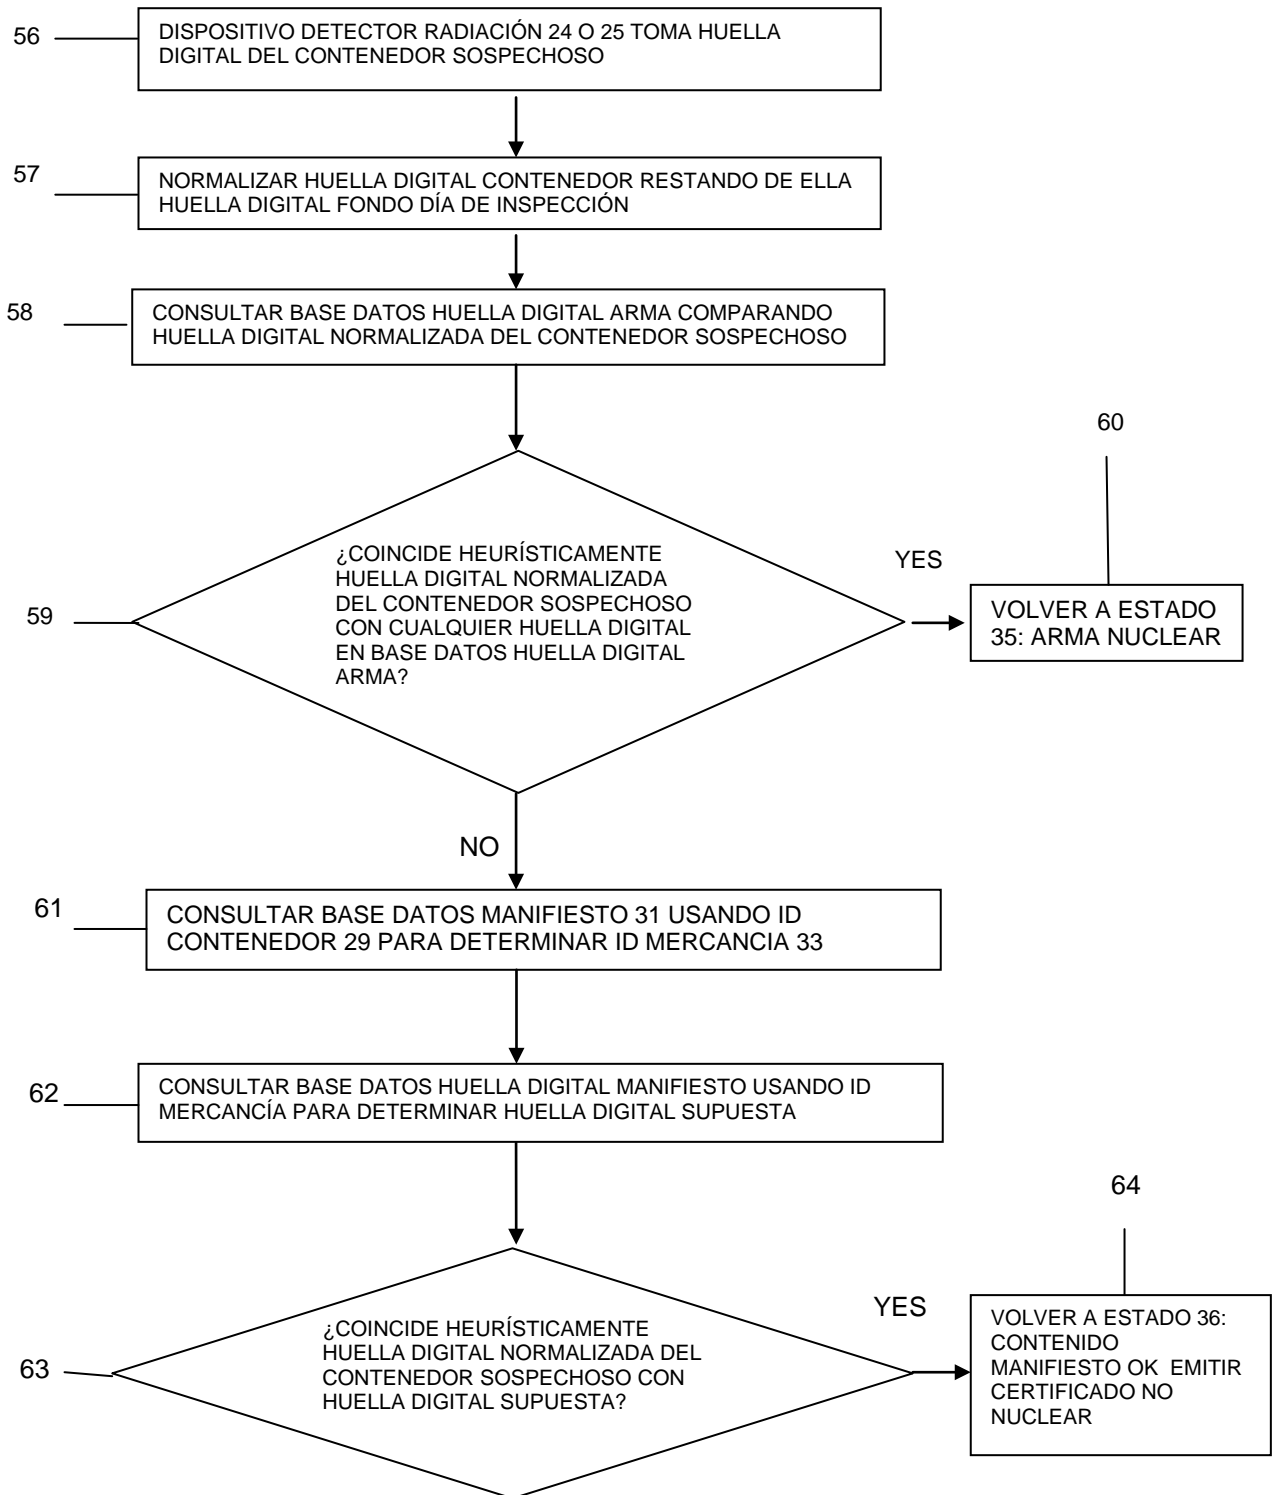 56
DISPOSITIVO DETECTOR RADIACIÓN 24 O 25 TOMA HUELLA
DIGITAL DEL CONTENEDOR SOSPECHOSO
57
NORMALIZAR HUELLA DIGITAL CONTENEDOR RESTANDO DE ELLA
HUELLA DIGITAL FONDO DÍA DE INSPECCIÓN
58
CONSULTAR BASE DATOS HUELLA DIGITAL ARMA COMPARANDO
HUELLA DIGITAL NORMALIZADA DEL CONTENEDOR SOSPECHOSO
59
¿COINCIDE HEURÍSTICAMENTE
HUELLA DIGITAL NORMALIZADA
DEL CONTENEDOR SOSPECHOSO
CON CUALQUIER HUELLA DIGITAL
EN BASE DATOS HUELLA DIGITAL
ARMA?
YES
60
VOLVER A ESTADO
35: ARMA NUCLEAR
NO
61
CONSULTAR BASE DATOS MANIFIESTO 31 USANDO ID
CONTENEDOR 29 PARA DETERMINAR ID MERCANCIA 33
62
CONSULTAR BASE DATOS HUELLA DIGITAL MANIFIESTO USANDO ID
MERCANCÍA PARA DETERMINAR HUELLA DIGITAL SUPUESTA
63
¿COINCIDE HEURÍSTICAMENTE
HUELLA DIGITAL NORMALIZADA DEL
CONTENEDOR SOSPECHOSO CON
HUELLA DIGITAL SUPUESTA?
YES
64
VOLVER A ESTADO 36:
CONTENIDO
MANIFIESTO OK EMITIR
CERTIFICADO NO
NUCLEAR